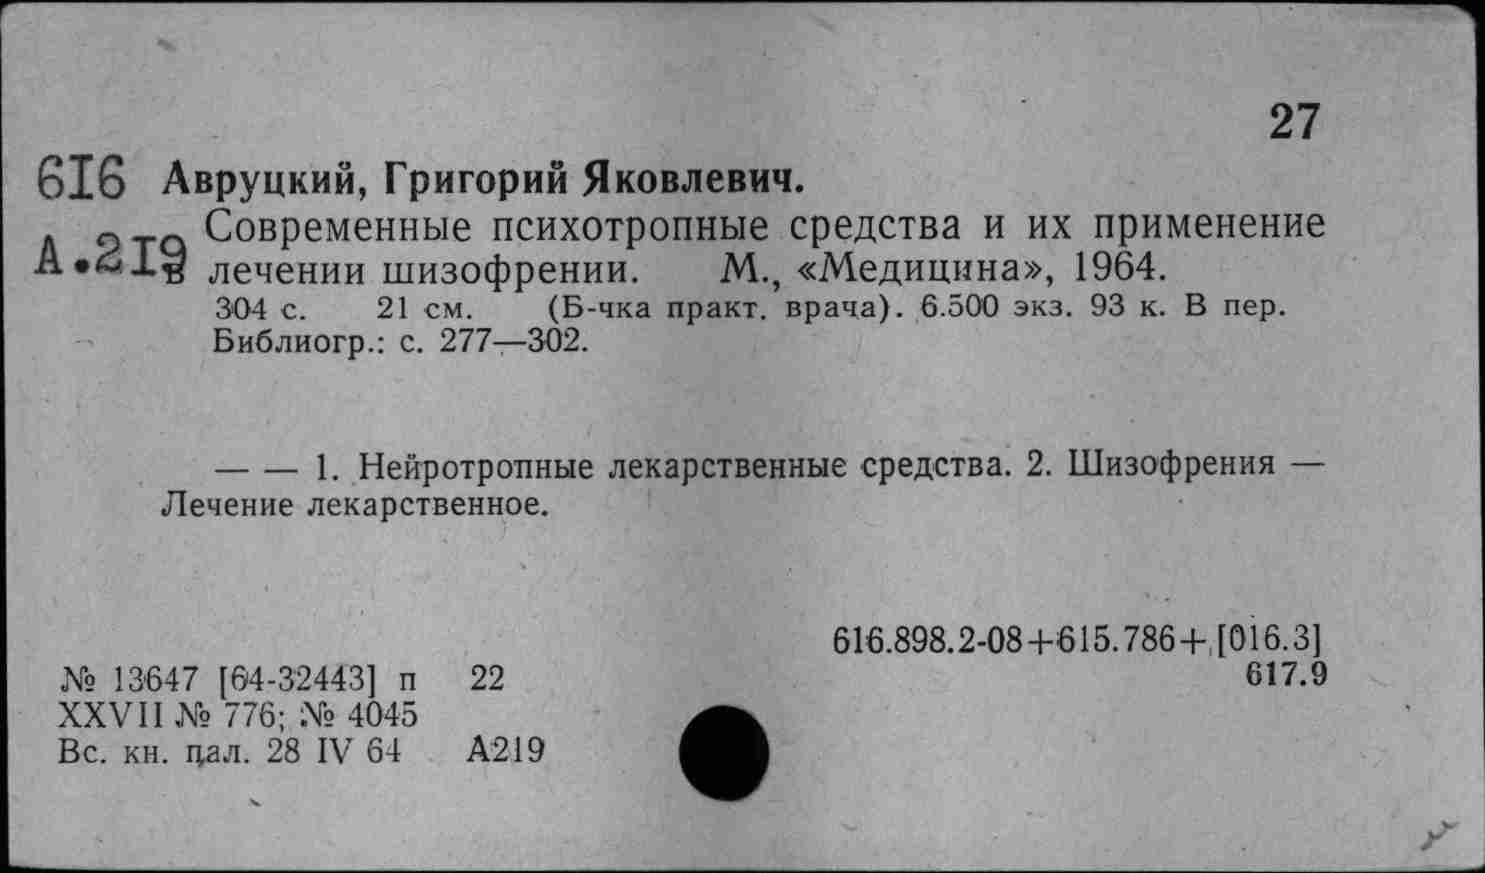 27
616 Авруцкий, Григорий Яковлевич.
Современные психотропные средства и их применение
А.219 в лечении шизофрении. М., «Медицина», 1964.
304 с. 21 см. (Б-чка практ. врача). 6.500 экз. 93 к. В пер.
Библиогр.: с. 277—302.
— — 1. Нейротропные лекарственные средства. 2. Шизофрения —
Лечение лекарственное.
616.898.2-08+615.786+[016.3]
617.9
№ 13647 [64-32443] п 22
XXVII № 776; № 4045
Вс. кн. пал. 28 IV 64 А219